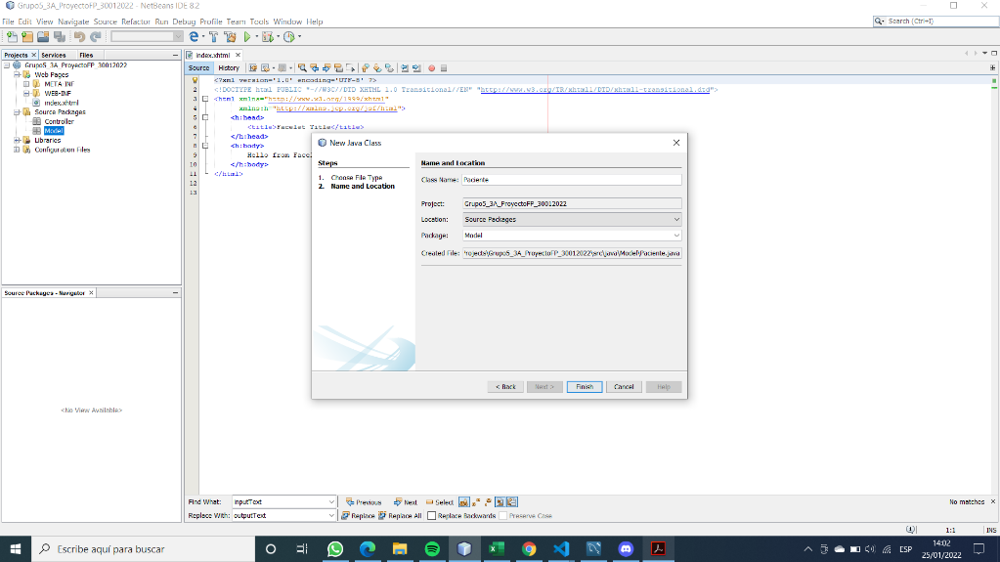 Grupo5_3A_ProyectoFP_30012022 - NetBeans IDE 8.2
File Edit View Navigate Source Refactor Run Debug Profile Team Tools Window Help
Search (Ctrl+I)
Projects Services Files
index.xhtml
Source History
Grupo5_3A_ProyectoFP_30012022
Web Pages
META-INF
WEB-INF
index.xhtml
Source Packages
Controller
Model
Libraries
Configuration Files
1 <?xml version='1.0' encoding='UTF-8' ?>
2 <!DOCTYPE html PUBLIC "-//W3C//DTD XHTML 1.0 Transitional//EN" "http://www.w3.org/TR/xhtml1/DTD/xhtml1-transitional.dtd">
3 <html xmlns="http://www.w3.org/1999/xhtml"
4 xmlns:h="http://xmlns.jcp.org/jsf/html">
5 <h:head>
6 <title>Facelet Title</title>
7 </h:head>
8 <h:body>
9 Hello from Face
10 </h:body>
11 </html>
12
13
New Java Class
Steps
1. Choose File Type
2. Name and Location
Name and Location
Class Name: Paciente
Project: Grupo5_3A_ProyectoFP_30012022
Location: Source Packages
Package: Model
Created File: rojects\Grupo5_3A_ProyectoFP_30012022\src\java\Model\Paciente.java
< Back Next > Finish Cancel Help
Source Packages - Navigator
<No View Available>
Find What: inputText Previous Next Select No matches
Replace With: outputText Replace Replace All Replace Backwards Preserve Case
1:1 INS
Escribe aquí para buscar
ESP
14:02
25/01/2022